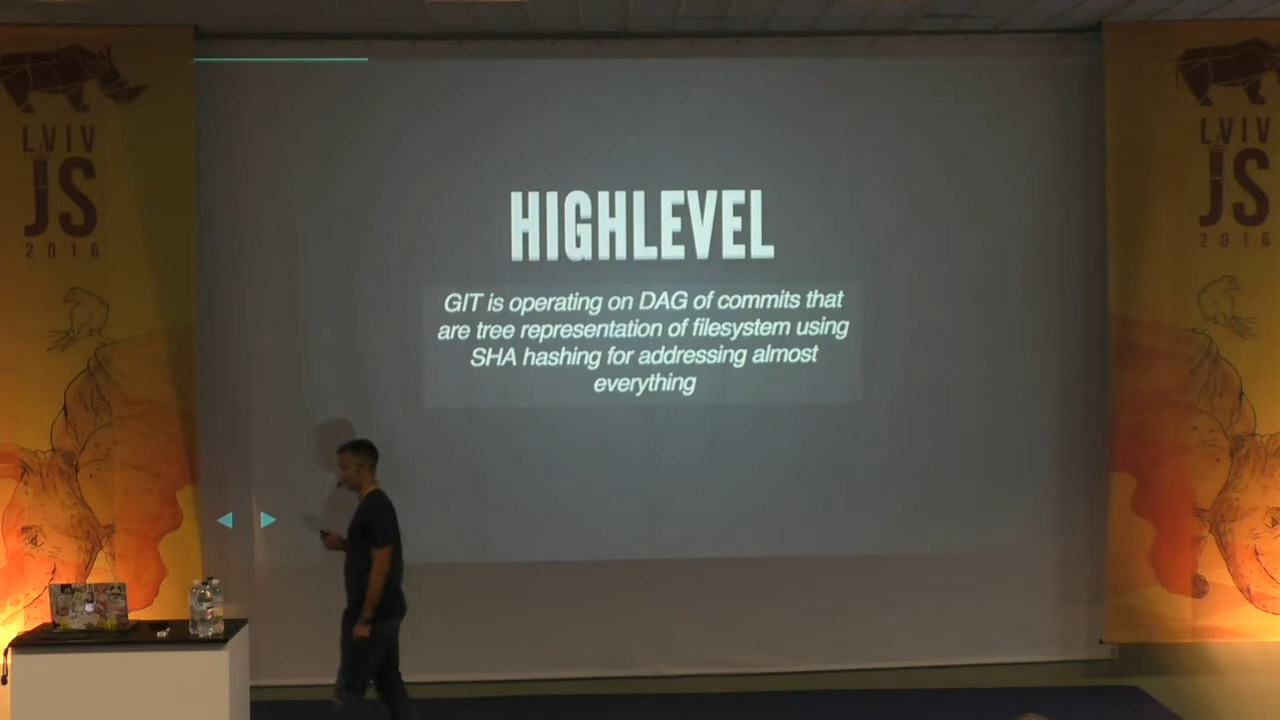 LVIV
JS
2016
HIGHLEVEL
GIT is operating on DAG of commits that
are tree representation of filesystem using
SHA hashing for addressing almost
everything
LVIV
JS
2016